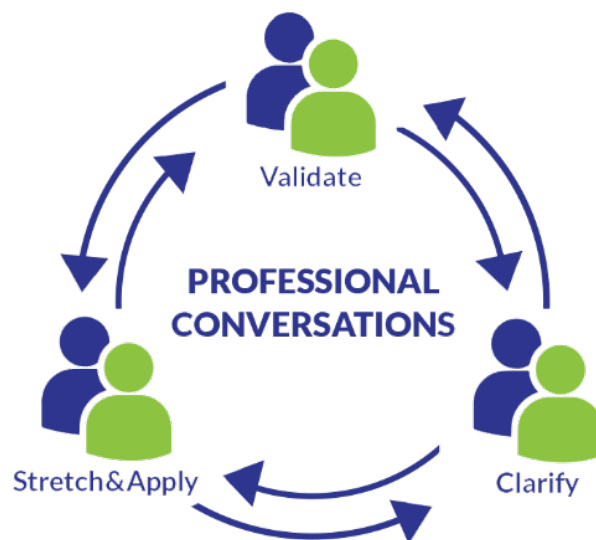 Validate
PROFESSIONAL
CONVERSATIONS
Stretch&Apply
Clarify